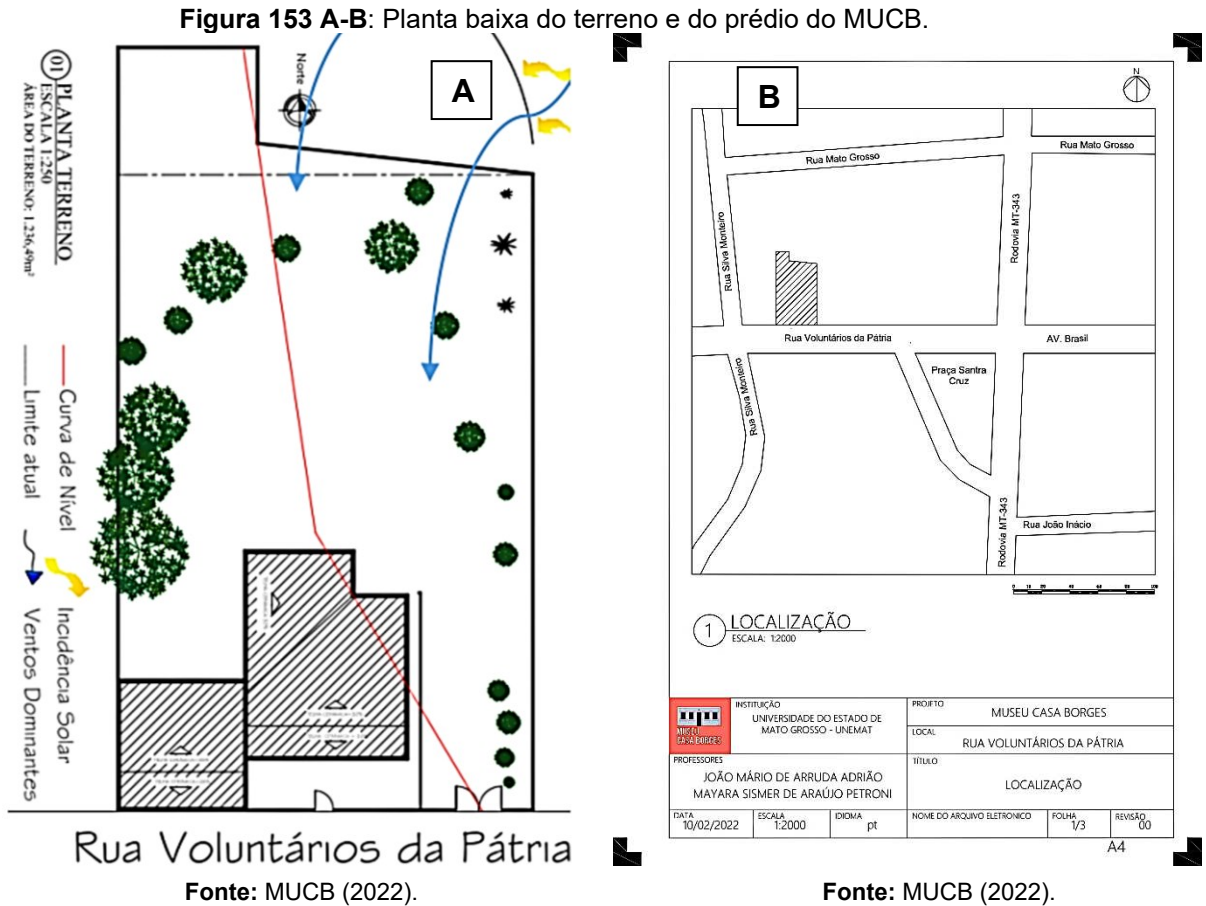 Figura 153 A-B: Planta baixa do terreno e do prédio do MUCB.
A
Norte
01 PLANTA TERRENO
ESCALA 1:250
ÁREA DO TERRENO: 1.236,49m²
Curva de Nível
Limite atual
Incidência Solar
Ventos Dominantes
Rua Voluntários da Pátria
Fonte: MUCB (2022).
B
N
Rua Mato Grosso
Rua Mato Grosso
Rua Silva Monteiro
Rodovia MT-343
Rua Voluntários da Pátria
AV. Brasil
Praça Santra
Cruz
Rua Silva Monteiro
Rodovia MT-343
Rua João Inácio
1 LOCALIZAÇÃO
ESCALA: 1:2000
MUSEU
CASA BORGES
INSTITUIÇÃO
UNIVERSIDADE DO ESTADO DE
MATO GROSSO - UNEMAT
PROJETO
MUSEU CASA BORGES
LOCAL
RUA VOLUNTÁRIOS DA PÁTRIA
PROFESSORES
JOÃO MÁRIO DE ARRUDA ADRIÃO
MAYARA SISMER DE ARAÚJO PETRONI
TÍTULO
LOCALIZAÇÃO
DATA
10/02/2022
ESCALA
1:2000
IDIOMA
pt
NOME DO ARQUIVO ELETRONICO
FOLHA
1/3
REVISÃO
00
A4
Fonte: MUCB (2022).